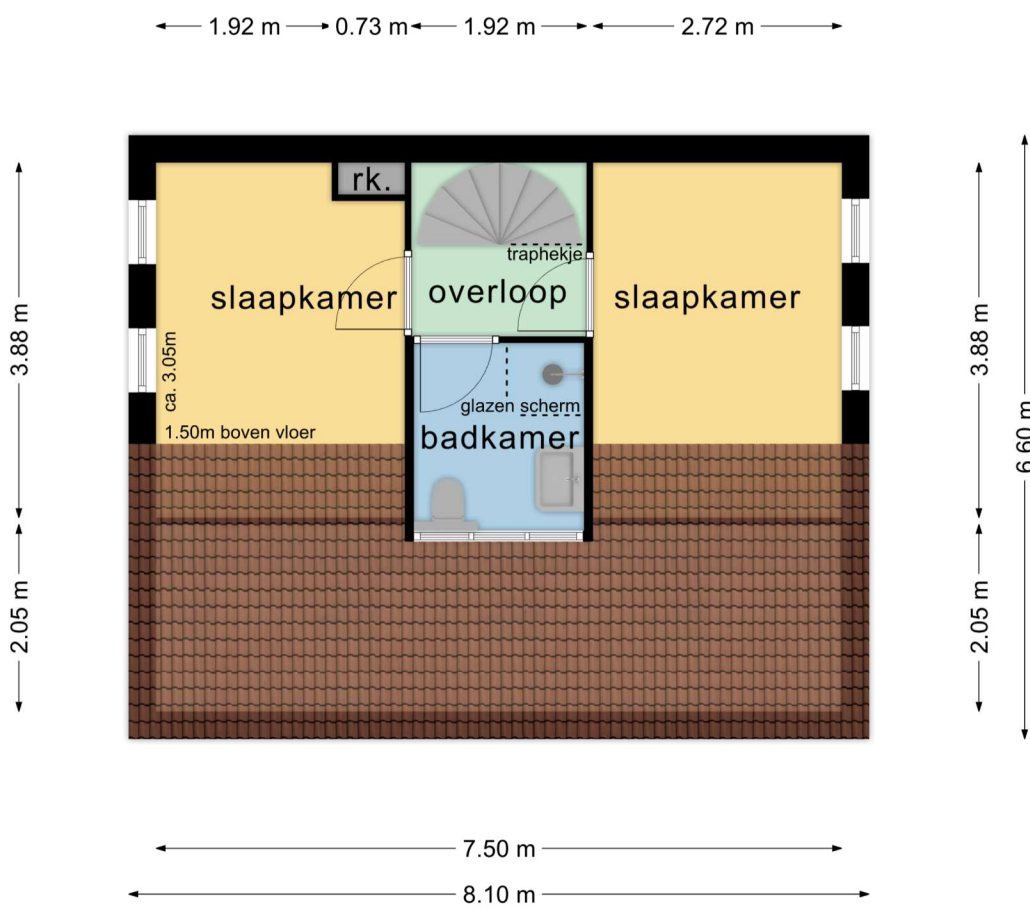 1.92 m
0.73 m
1.92 m
2.72 m
rk.
traphekje
slaapkamer
overloop
slaapkamer
3.88 m
3.88 m
ca. 3.05m
glazen scherm
1.50m boven vloer
badkamer
6.60 m
2.05 m
2.05 m
7.50 m
8.10 m